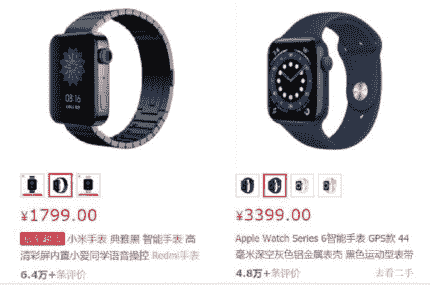 08:16
¥1799.00
小米手表 典雅黑 智能手表 高
清彩屏内置小爱同学语音操控 Redmi手表
6.4万+条评价
¥3399.00
Apple Watch Series 6智能手表 GPS款 44
毫米深空灰色铝金属表壳 黑色运动型表带
4.8万+条评价
去看二手